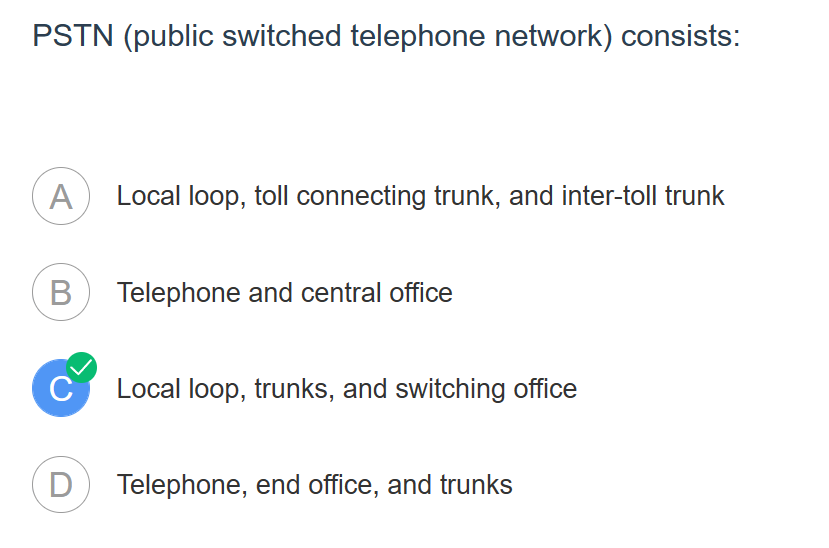 PSTN (public switched telephone network) consists:
A Local loop, toll connecting trunk, and inter-toll trunk
B Telephone and central office
C Local loop, trunks, and switching office
D Telephone, end office, and trunks